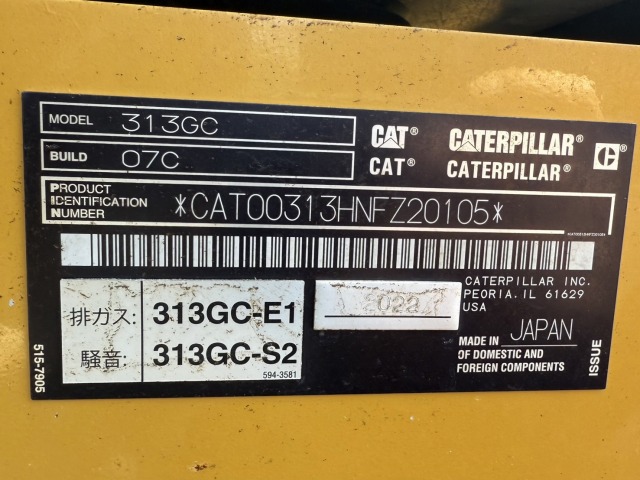 MODEL 313GC
BUILD 07C
CAT® CATERPILLAR®
CAT® CATERPILLAR®
C®
PRODUCT
IDENTIFICATION
NUMBER
*CAT00313HNFZ20105*
CATERPILLAR INC.
PEORIA, IL 61629
USA
排ガス: 313GC-E1
騒音: 313GC-S2
594-3581
2022
MADE IN JAPAN
OF DOMESTIC AND
FOREIGN COMPONENTS
ISSUE
515-7905